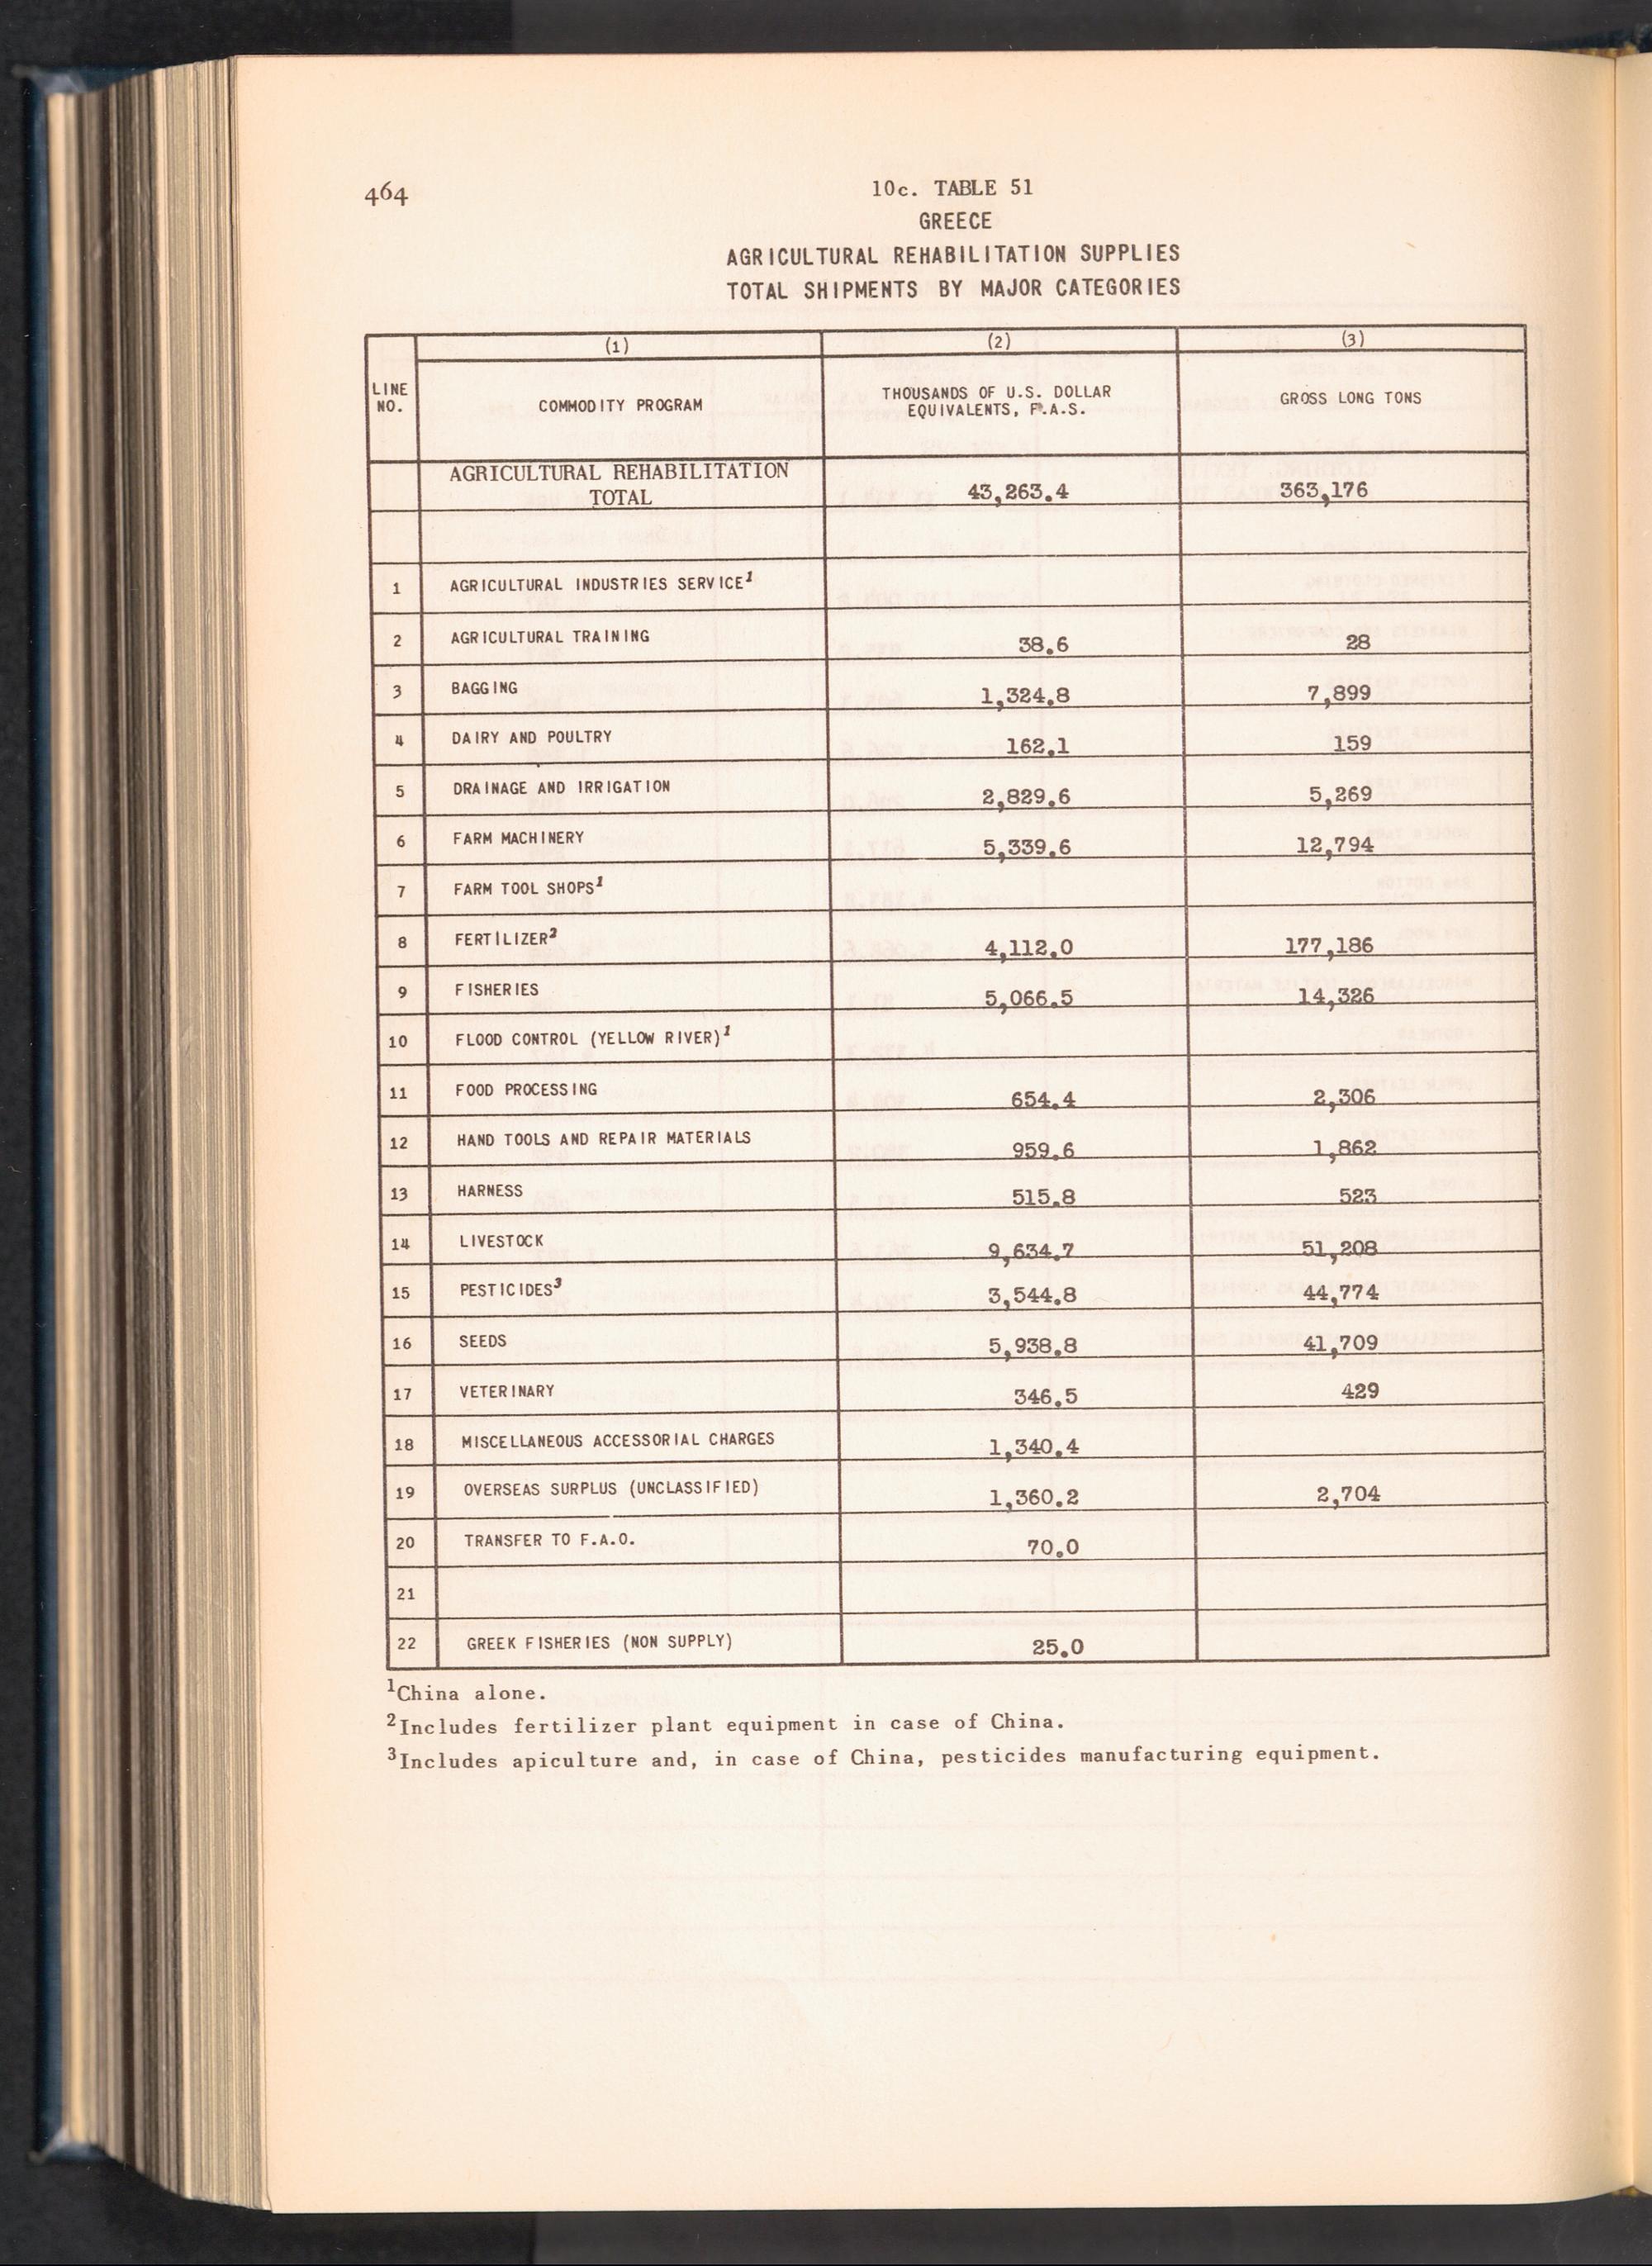 464
10c. TABLE 51
GREECE
AGRICULTURAL REHABILITATION SUPPLIES
TOTAL SHIPMENTS BY MAJOR CATEGORIES
(1) (2) (3)
LINE NO. COMMODITY PROGRAM THOUSANDS OF U.S. DOLLAR EQUIVALENTS, F.A.S. GROSS LONG TONS
AGRICULTURAL REHABILITATION
TOTAL 43,263.4 363,176
1 AGRICULTURAL INDUSTRIES SERVICE¹
2 AGRICULTURAL TRAINING 38.6 28
3 BAGGING 1,324.8 7,899
4 DAIRY AND POULTRY 162.1 159
5 DRAINAGE AND IRRIGATION 2,829.6 5,269
6 FARM MACHINERY 5,339.6 12,794
7 FARM TOOL SHOPS¹
8 FERTILIZER² 4,112.0 177,186
9 FISHERIES 5,066.5 14,326
10 FLOOD CONTROL (YELLOW RIVER)¹
11 FOOD PROCESSING 654.4 2,306
12 HAND TOOLS AND REPAIR MATERIALS 959.6 1,862
13 HARNESS 515.8 523
14 LIVESTOCK 9,634.7 51,208
15 PESTICIDES³ 3,544.8 44,774
16 SEEDS 5,938.8 41,709
17 VETERINARY 346.5 429
18 MISCELLANEOUS ACCESSORIAL CHARGES 1,340.4
19 OVERSEAS SURPLUS (UNCLASSIFIED) 1,360.2 2,704
20 TRANSFER TO F.A.O. 70.0
21
22 GREEK FISHERIES (NON SUPPLY) 25.0
¹China alone.
²Includes fertilizer plant equipment in case of China.
³Includes apiculture and, in case of China, pesticides manufacturing equipment.